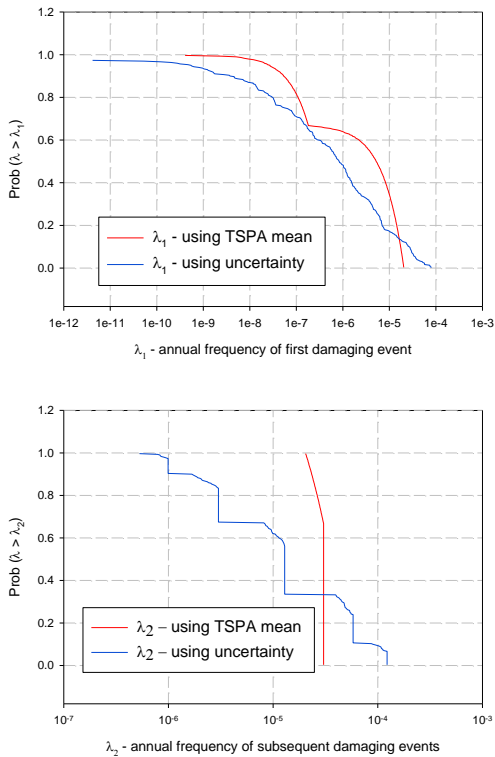 1.2
1.0
0.8
0.6
0.4
0.2
0.0
Prob (λ > λ₁)
λ₁ - using TSPA mean
λ₁ - using uncertainty
1e-12 1e-11 1e-10 1e-9 1e-8 1e-7 1e-6 1e-5 1e-4 1e-3
λ₁ - annual frequency of first damaging event
1.2
1.0
0.8
0.6
0.4
0.2
0.0
Prob (λ > λ₂)
λ2 – using TSPA mean
λ2 – using uncertainty
10⁻⁷ 10⁻⁶ 10⁻⁵ 10⁻⁴ 10⁻³
λ₂ - annual frequency of subsequent damaging events